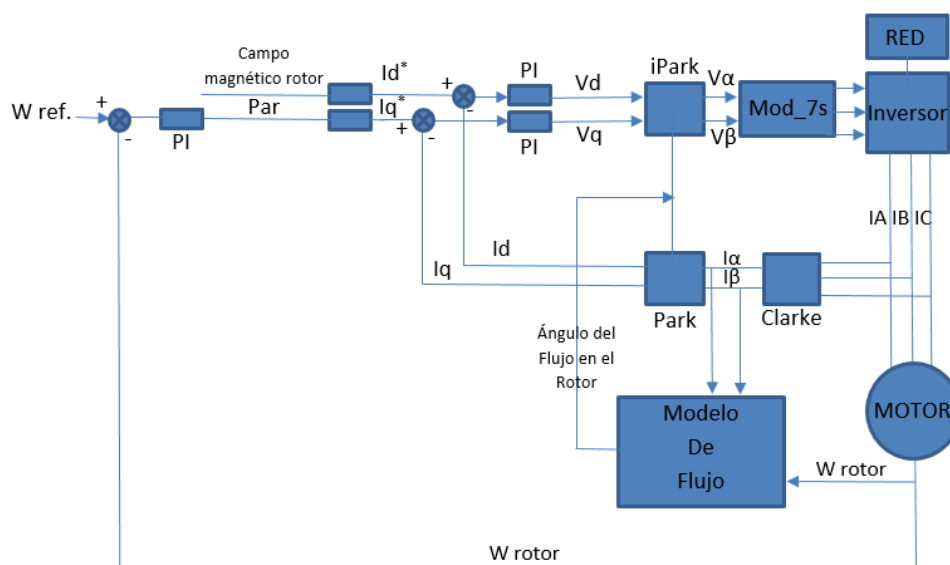 RED
Campo
magnético rotor
Id*
+
PI
Vd
iPark
Vα
Mod_7s
Inversor
W ref.
+
-
PI
Par
Iq*
+
-
-
PI
Vq
Vβ
IA IB IC
Id
Iq
Iα
Iβ
Park
Clarke
Ángulo del
Flujo en el
Rotor
Modelo
De
Flujo
MOTOR
W rotor
W rotor